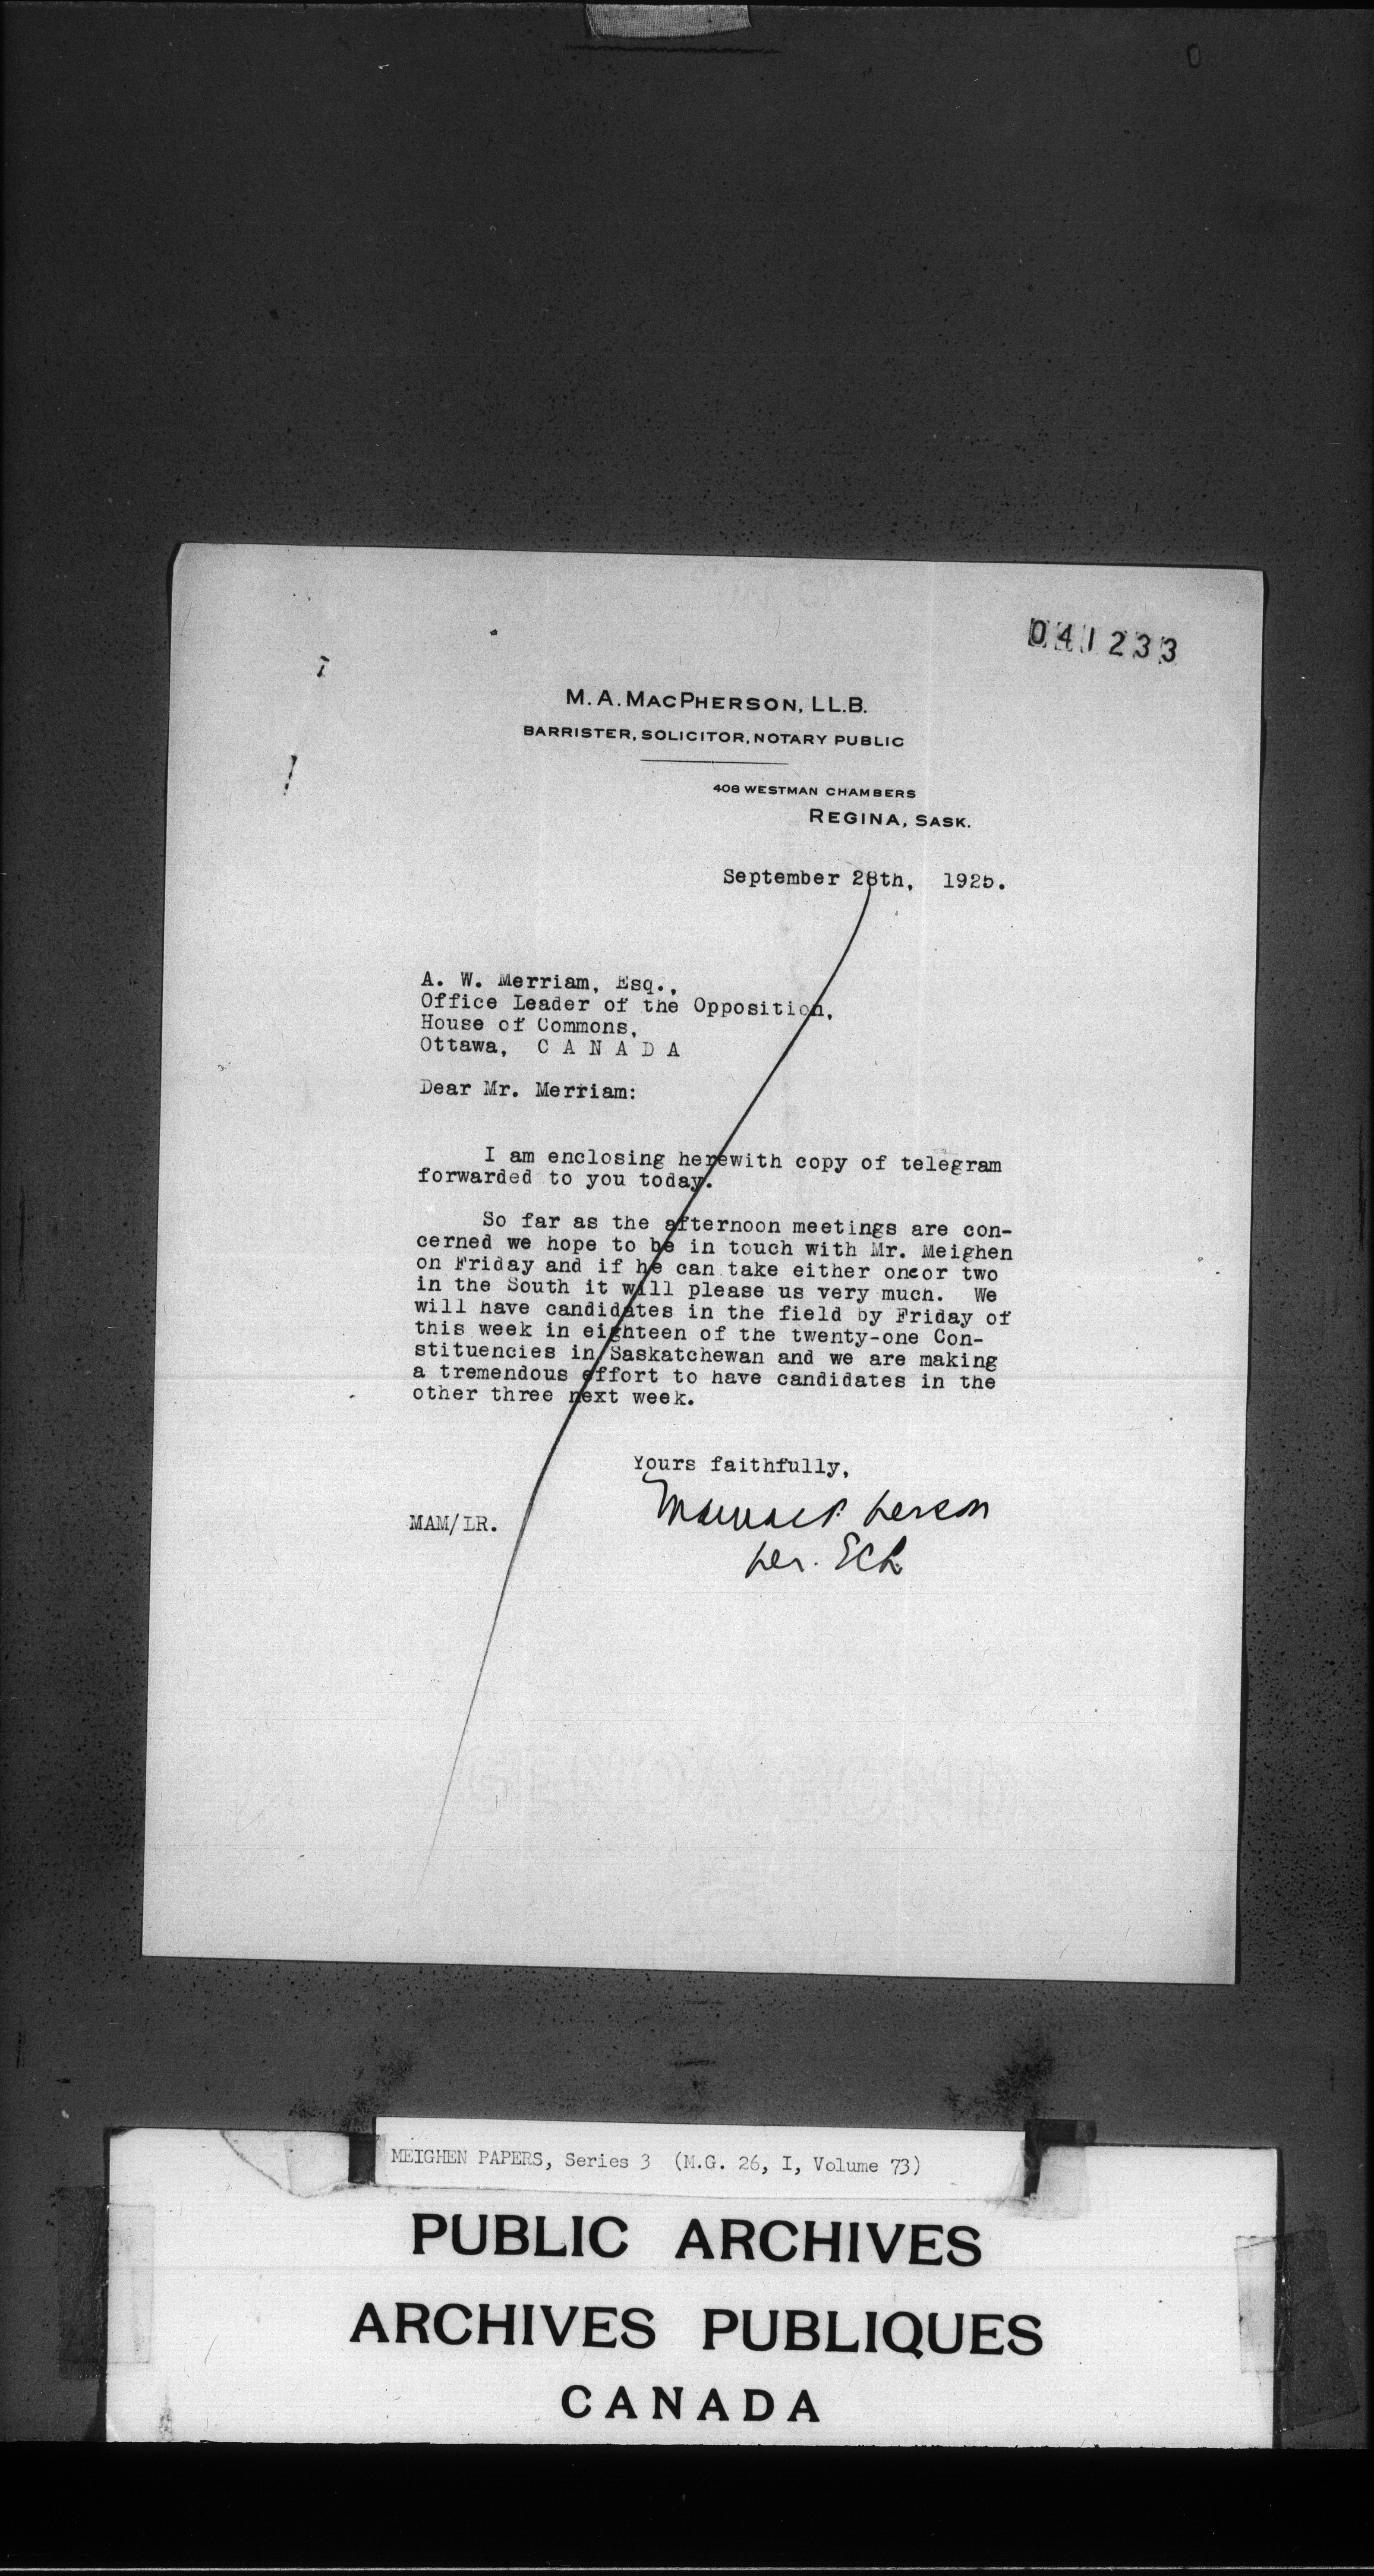 041233
M. A. MACPHERSON, LL.B.
BARRISTER, SOLICITOR, NOTARY PUBLIC
408 WESTMAN CHAMBERS
REGINA, SASK.
September 28th, 1925.
A. W. Merriam, Esq.,
Office Leader of the Opposition,
House of Commons,
Ottawa, C A N A D A
Dear Mr. Merriam:
I am enclosing herewith copy of telegram
forwarded to you today.
So far as the afternoon meetings are con-
cerned we hope to be in touch with Mr. Meighen
on Friday and if he can take either oneor two
in the South it will please us very much. We
will have candidates in the field by Friday of
this week in eighteen of the twenty-one Con-
stituencies in Saskatchewan and we are making
a tremendous effort to have candidates in the
other three next week.
Yours faithfully,
MAMacPherson
MAM/LR.
per.
MEIGHEN PAPERS, Series 3 (M.G. 26, I, Volume 73)
PUBLIC ARCHIVES
ARCHIVES PUBLIQUES
CANADA